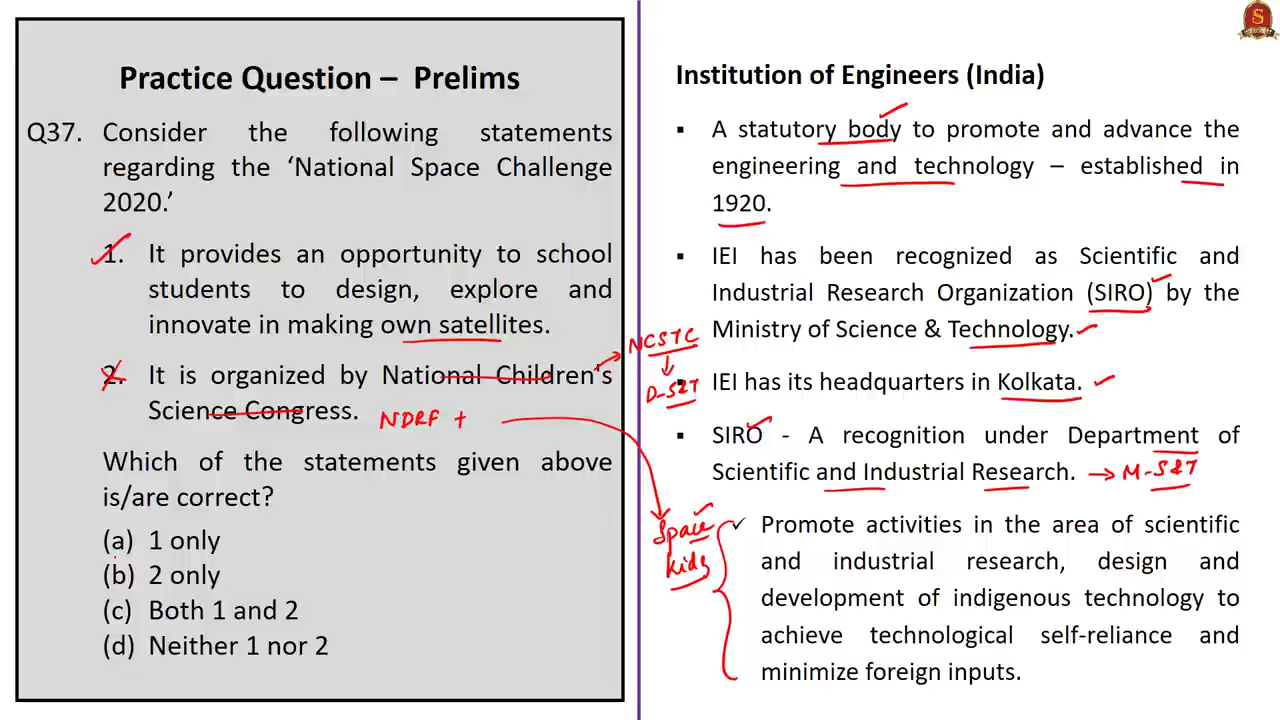 Practice Question – Prelims
Q37. Consider the following statements
regarding the ‘National Space Challenge
2020.’
1. It provides an opportunity to school
students to design, explore and
innovate in making own satellites.
2. It is organized by National Children’s
Science Congress.
NDRF +
Which of the statements given above
is/are correct?
(a) 1 only
(b) 2 only
(c) Both 1 and 2
(d) Neither 1 nor 2
NCSTC
D-S&T
Space
kidz
Institution of Engineers (India)
▪ A statutory body to promote and advance the
engineering and technology – established in
1920.
▪ IEI has been recognized as Scientific and
Industrial Research Organization (SIRO) by the
Ministry of Science & Technology.
▪ IEI has its headquarters in Kolkata.
▪ SIRO - A recognition under Department of
Scientific and Industrial Research. → M-S&T
✓ Promote activities in the area of scientific
and industrial research, design and
development of indigenous technology to
achieve technological self-reliance and
minimize foreign inputs.
S